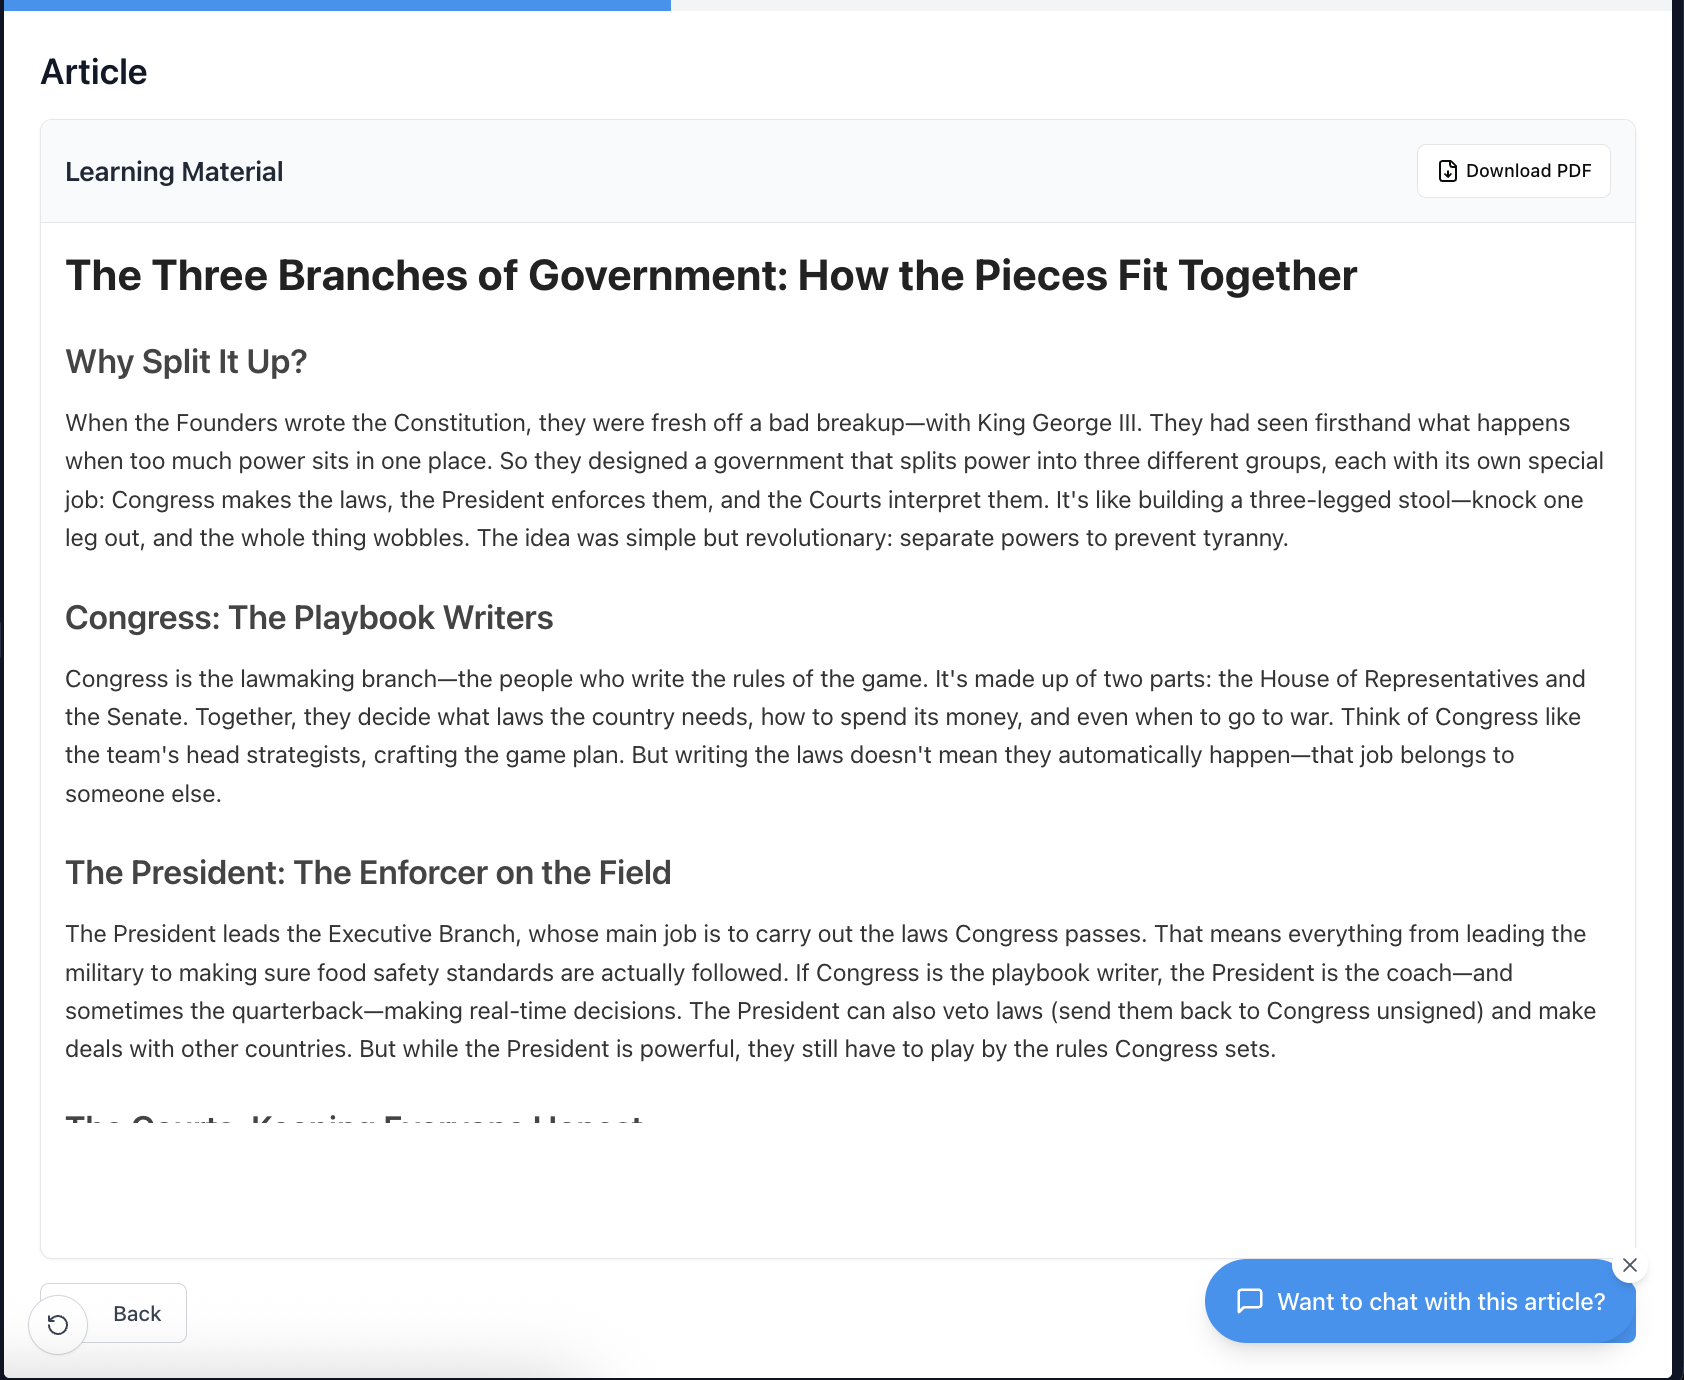 Article
Learning Material
Download PDF
The Three Branches of Government: How the Pieces Fit Together
Why Split It Up?
When the Founders wrote the Constitution, they were fresh off a bad breakup—with King George III. They had seen firsthand what happens
when too much power sits in one place. So they designed a government that splits power into three different groups, each with its own special
job: Congress makes the laws, the President enforces them, and the Courts interpret them. It's like building a three-legged stool—knock one
leg out, and the whole thing wobbles. The idea was simple but revolutionary: separate powers to prevent tyranny.
Congress: The Playbook Writers
Congress is the lawmaking branch—the people who write the rules of the game. It's made up of two parts: the House of Representatives and
the Senate. Together, they decide what laws the country needs, how to spend its money, and even when to go to war. Think of Congress like
the team's head strategists, crafting the game plan. But writing the laws doesn't mean they automatically happen—that job belongs to
someone else.
The President: The Enforcer on the Field
The President leads the Executive Branch, whose main job is to carry out the laws Congress passes. That means everything from leading the
military to making sure food safety standards are actually followed. If Congress is the playbook writer, the President is the coach—and
sometimes the quarterback—making real-time decisions. The President can also veto laws (send them back to Congress unsigned) and make
deals with other countries. But while the President is powerful, they still have to play by the rules Congress sets.
The Courts: Keeping Everyone Honest
Back
Want to chat with this article?